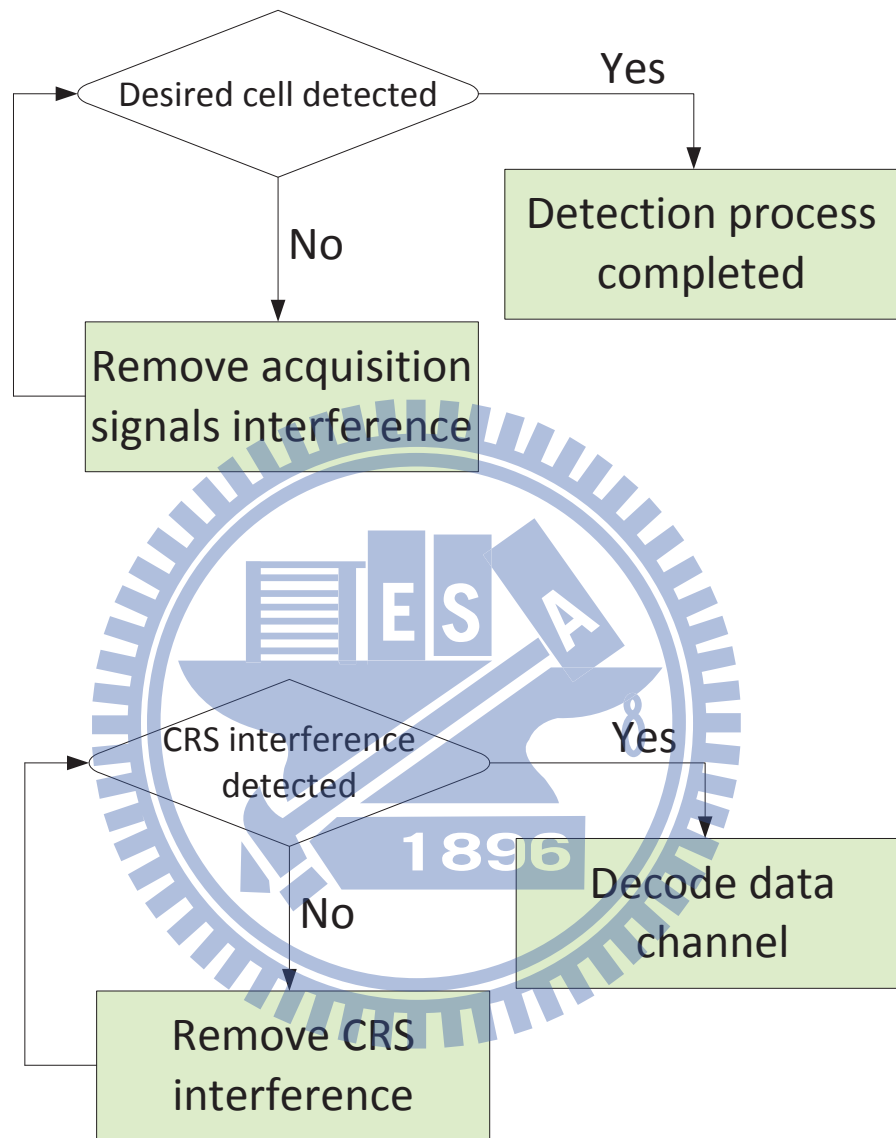 Desired cell detected
Yes
Detection process
completed
No
Remove acquisition
signals interference
E S A
CRS interference
detected
Yes
1896
Decode data
channel
No
Remove CRS
interference